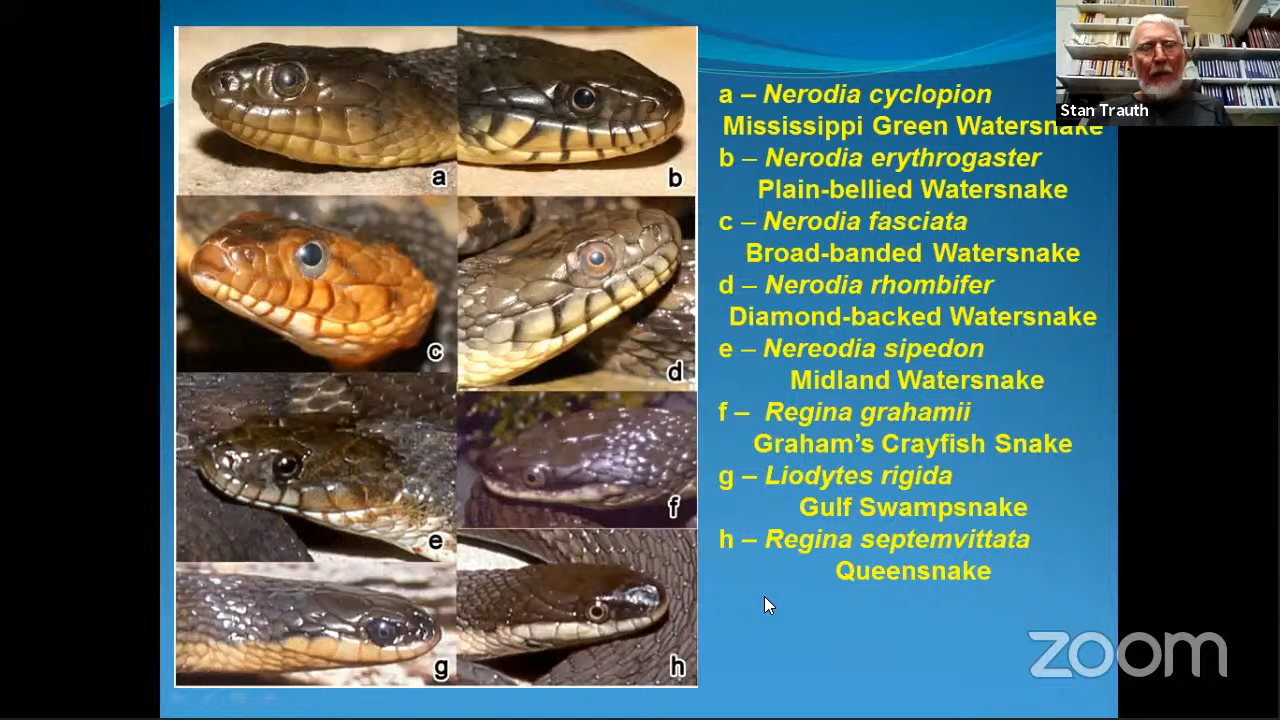 a
b
c
d
e
f
g
h
a – Nerodia cyclopion
Mississippi Green Watersnake
b – Nerodia erythrogaster
Plain-bellied Watersnake
c – Nerodia fasciata
Broad-banded Watersnake
d – Nerodia rhombifer
Diamond-backed Watersnake
e – Nereodia sipedon
Midland Watersnake
f – Regina grahamii
Graham’s Crayfish Snake
g – Liodytes rigida
Gulf Swampsnake
h – Regina septemvittata
Queensnake
Stan Trauth
zoom